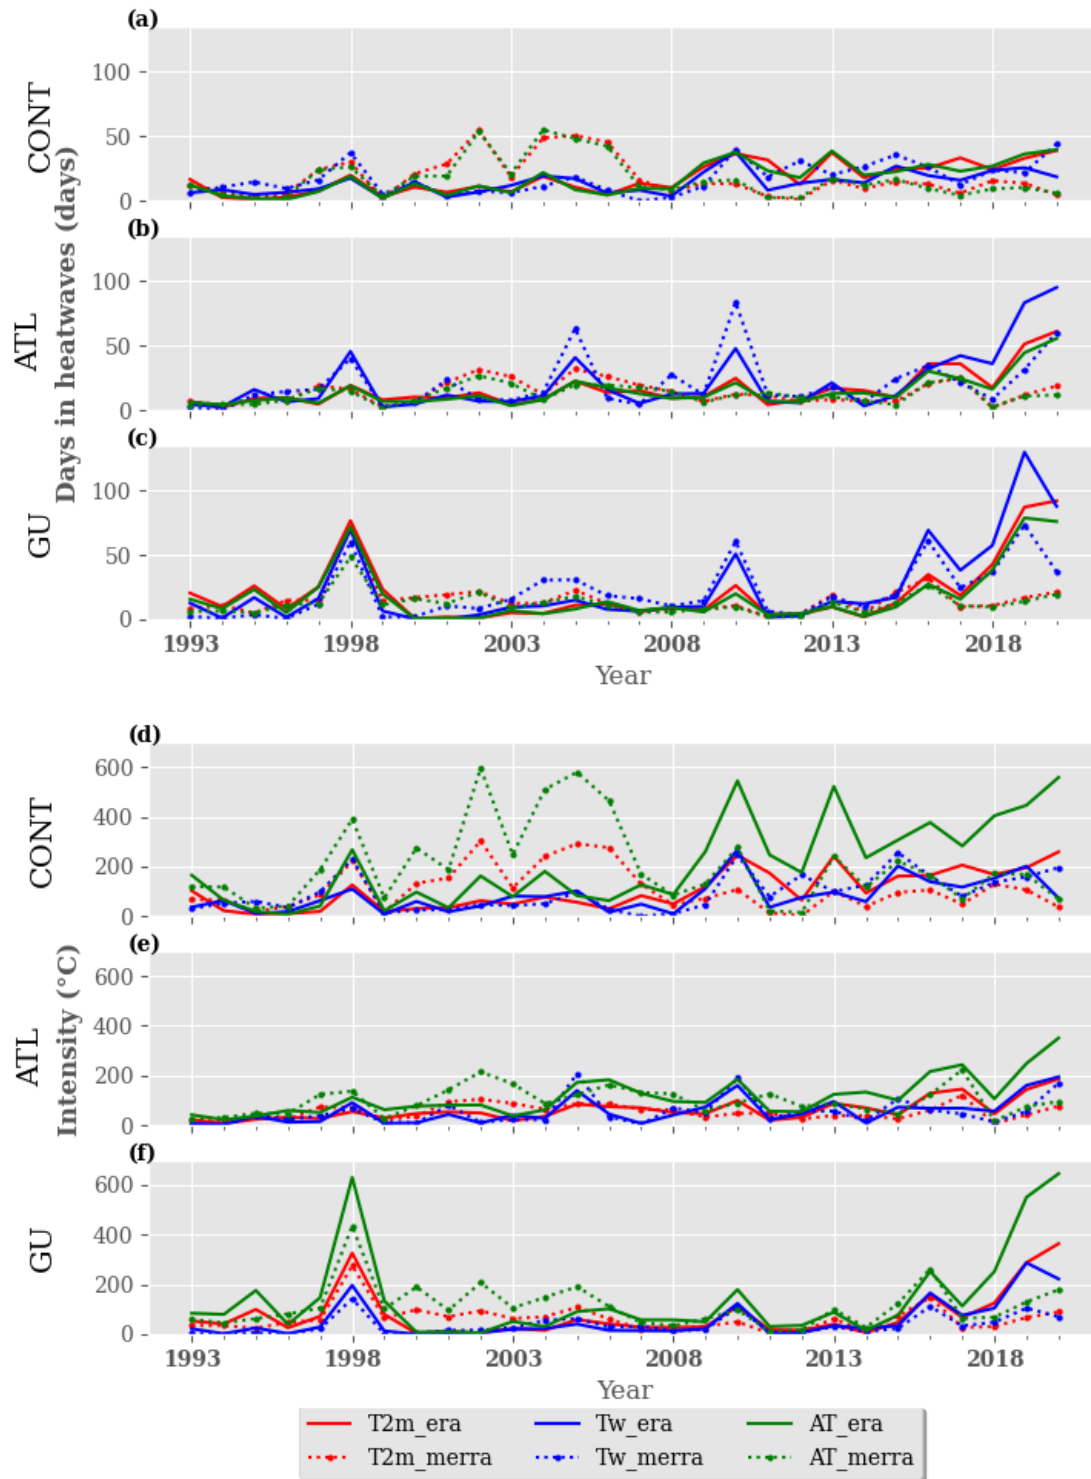 (a)
100
50
0
CONT
(b)
100
50
0
ATL
Days in heatwaves (days)
(c)
100
50
0
GU
1993 1998 2003 2008 2013 2018
Year
(d)
600
400
200
0
CONT
(e)
600
400
200
0
ATL
Intensity (°C)
(f)
600
400
200
0
GU
1993 1998 2003 2008 2013 2018
Year
T2m_era Tw_era AT_era
T2m_merra Tw_merra AT_merra